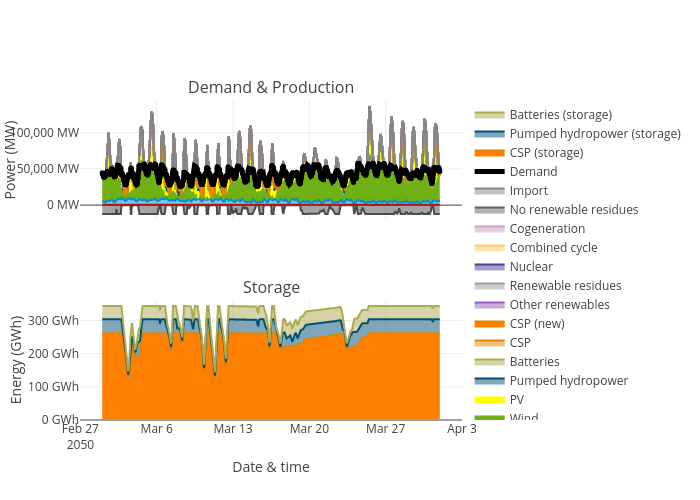 Demand & Production
Power (MW)
100,000 MW
50,000 MW
0 MW
Storage
Energy (GWh)
300 GWh
200 GWh
100 GWh
0 GWh
Feb 27
2050
Mar 6
Mar 13
Mar 20
Mar 27
Apr 3
Date & time
Batteries (storage)
Pumped hydropower (storage)
CSP (storage)
Demand
Import
No renewable residues
Cogeneration
Combined cycle
Nuclear
Renewable residues
Other renewables
CSP (new)
CSP
Batteries
Pumped hydropower
PV
Wind